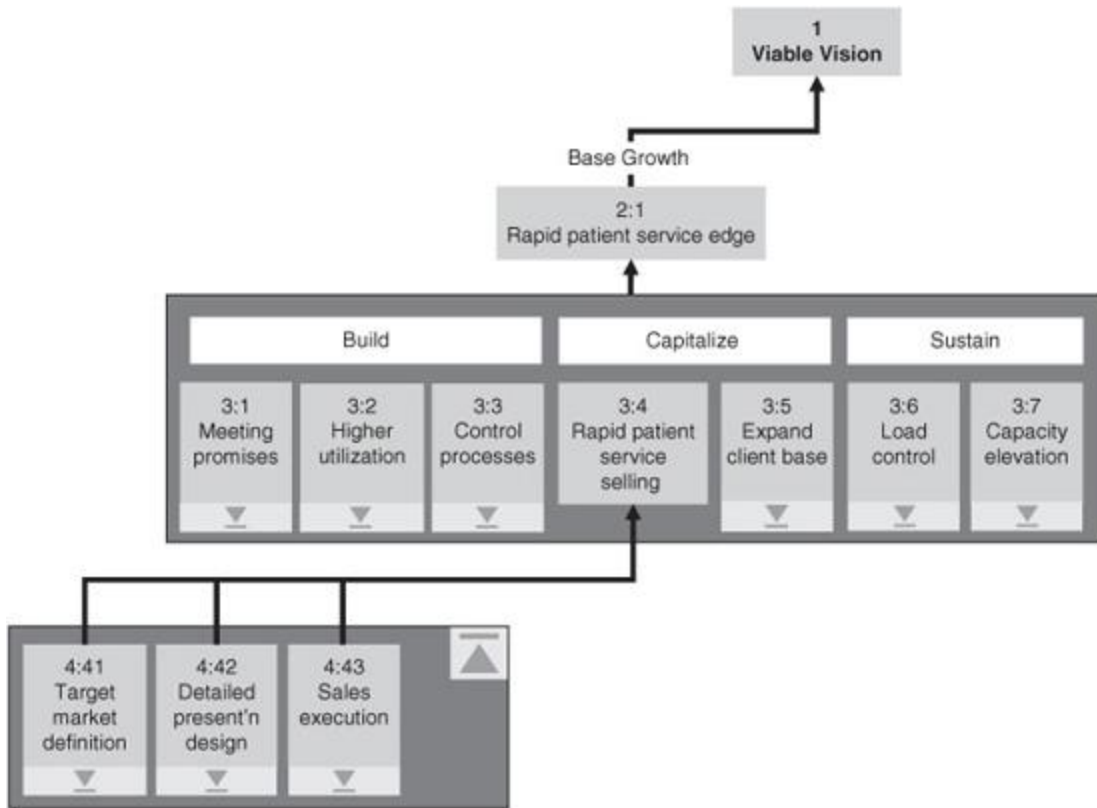 1
Viable Vision
Base Growth
2:1
Rapid patient service edge
Build
Capitalize
Sustain
3:1
Meeting
promises
3:2
Higher
utilization
3:3
Control
processes
3:4
Rapid patient
service
selling
3:5
Expand
client base
3:6
Load
control
3:7
Capacity
elevation
4:41
Target
market
definition
4:42
Detailed
present'n
design
4:43
Sales
execution